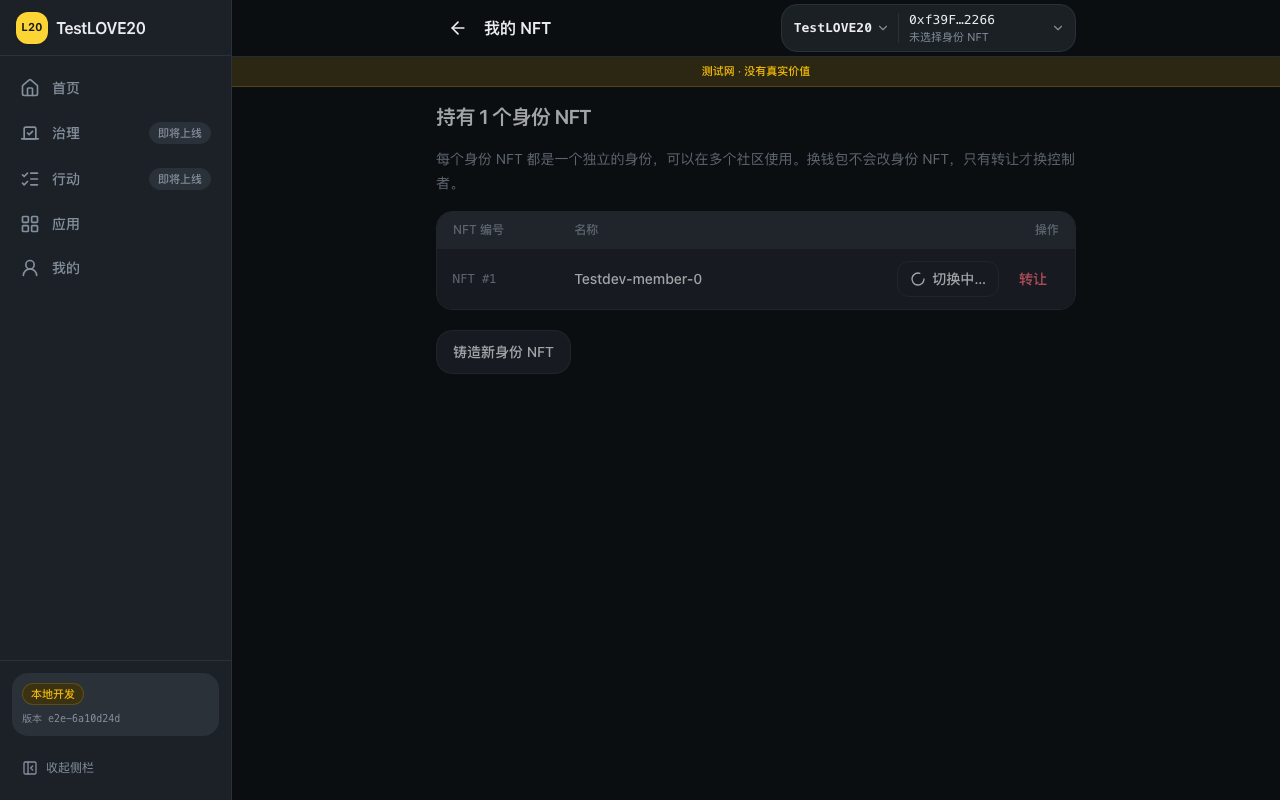 L20 TestLOVE20
首页
治理 即将上线
行动 即将上线
应用
我的
本地开发
版本 e2e-6a10d24d
收起侧栏
我的 NFT
TestLOVE20
0xf39F…2266
未选择身份 NFT
测试网 · 没有真实价值
持有 1 个身份 NFT
每个身份 NFT 都是一个独立的身份，可以在多个社区使用。换钱包不会改身份 NFT，只有转让才换控制
者。
NFT 编号 名称 操作
NFT #1 Testdev-member-0 切换中... 转让
铸造新身份 NFT